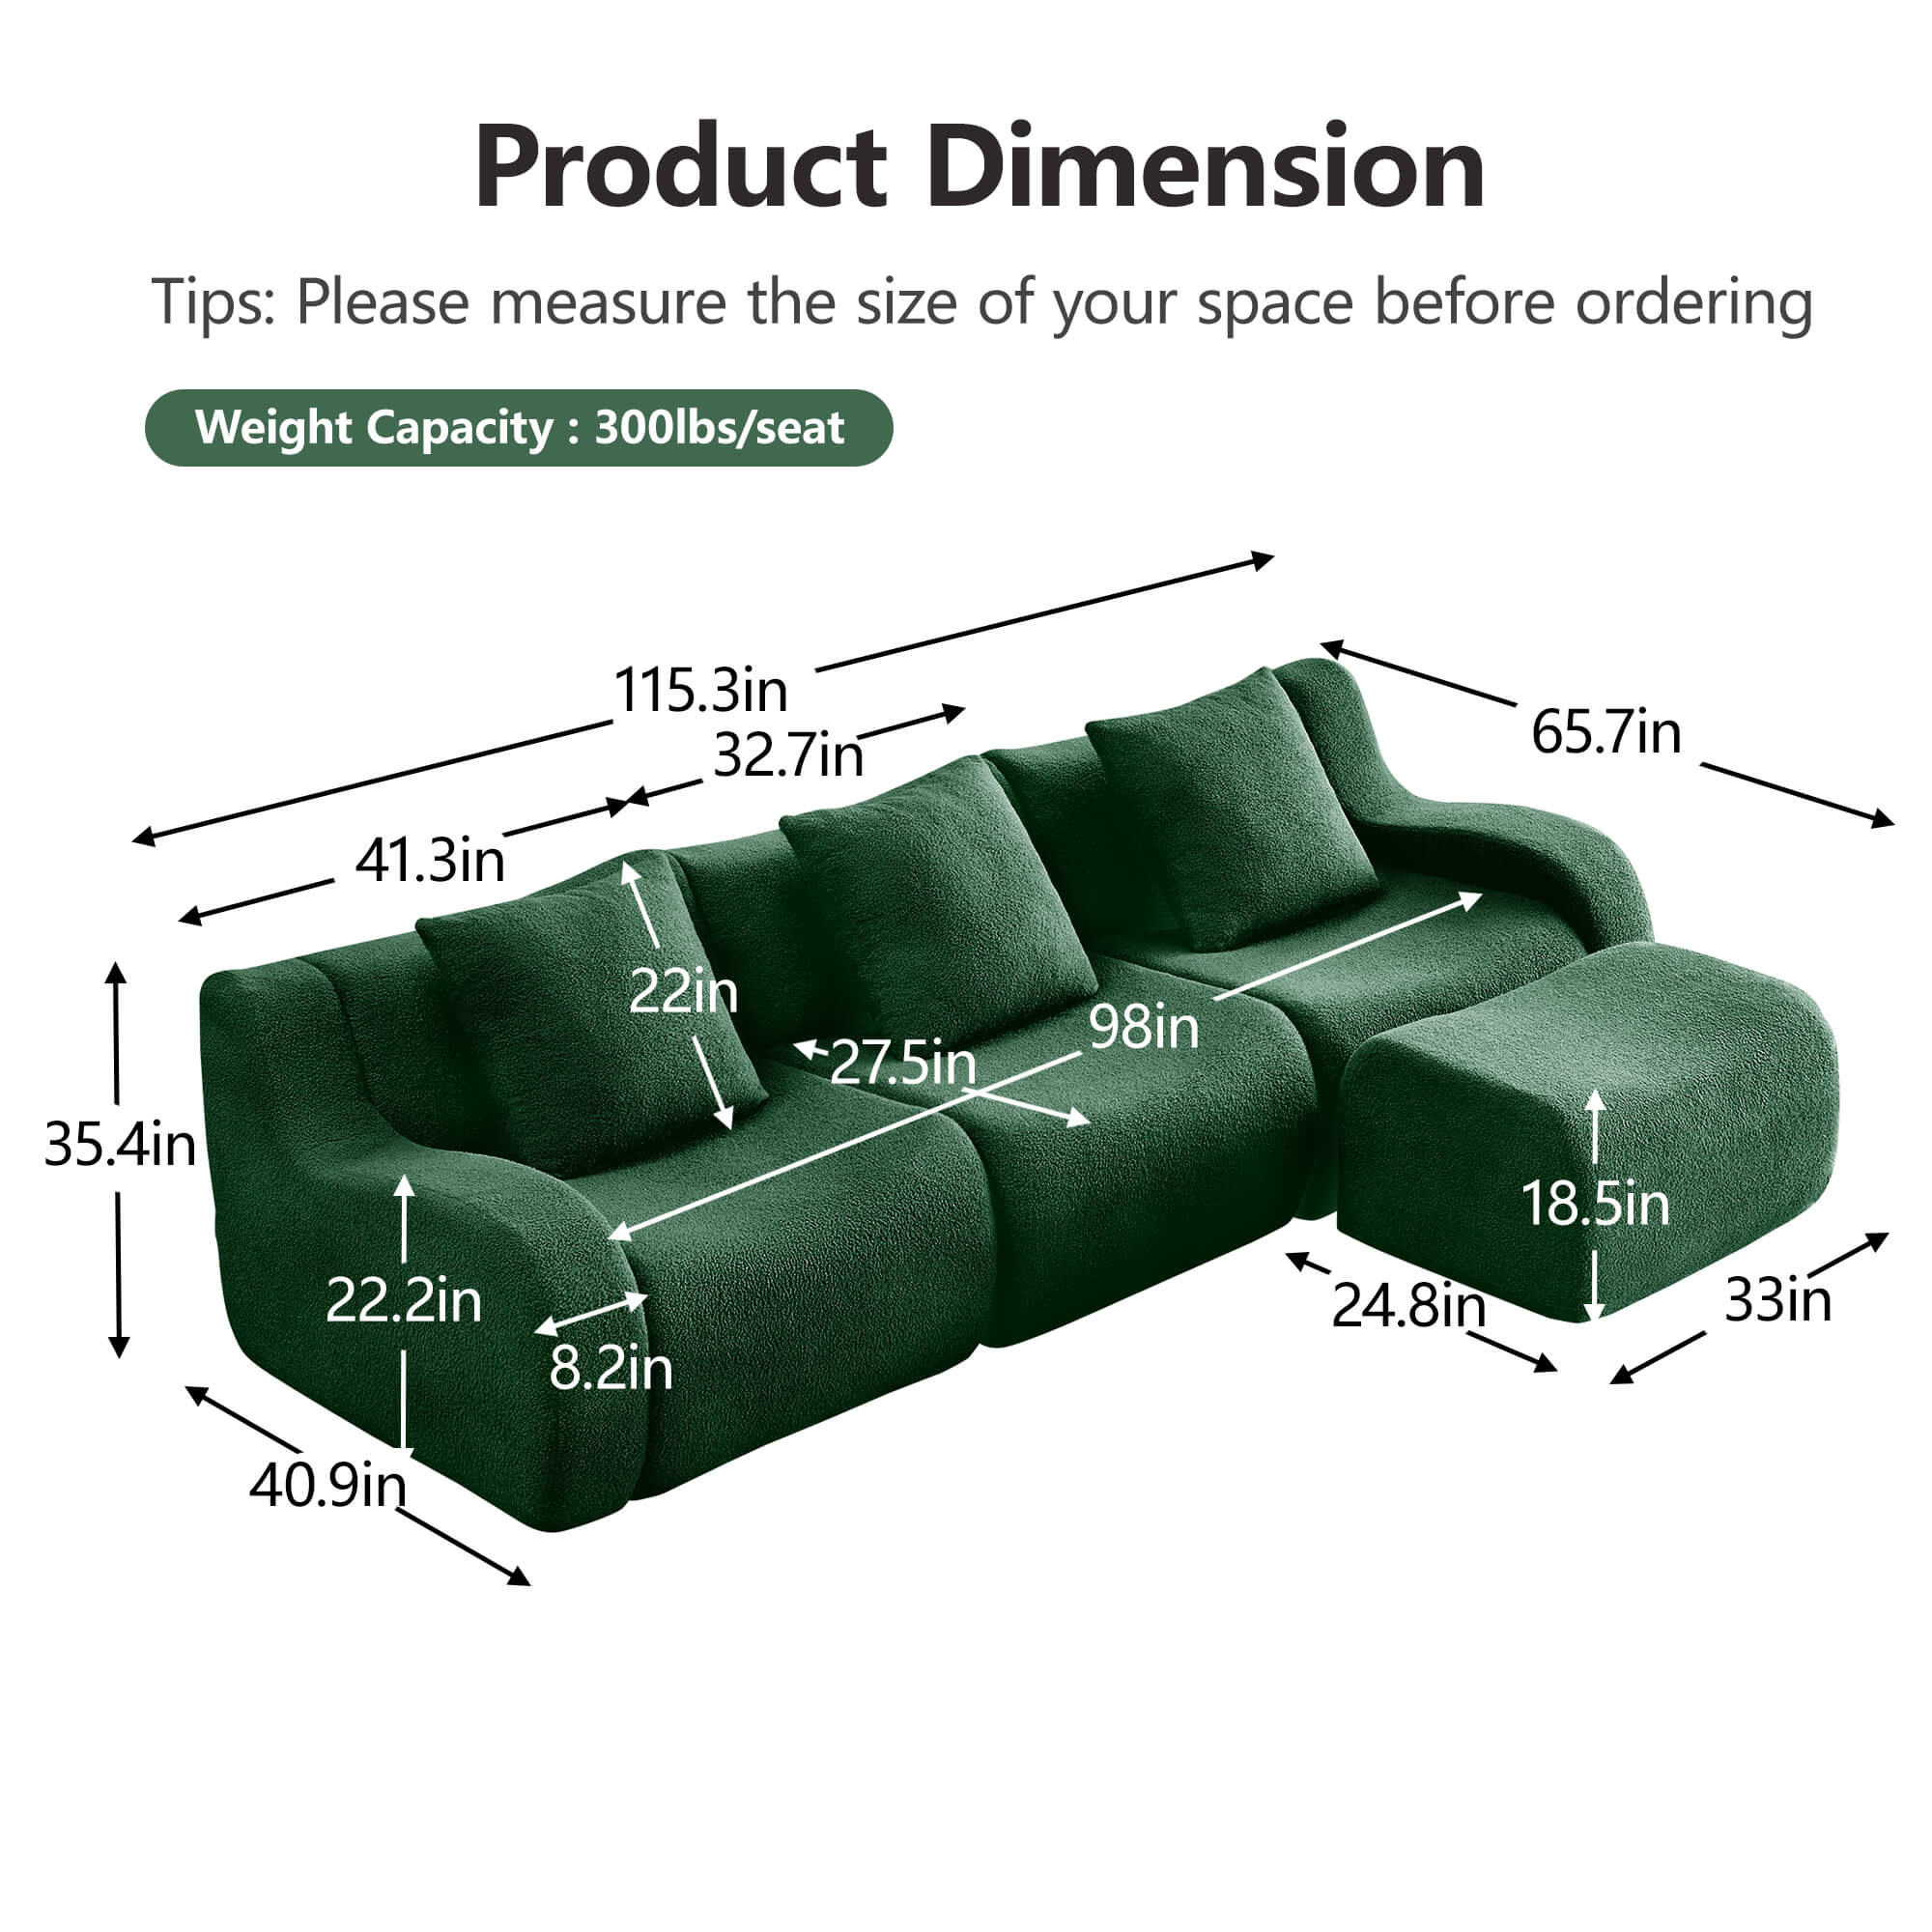 Product Dimension
Tips: Please measure the size of your space before ordering
Weight Capacity : 300lbs/seat
115.3in
32.7in
65.7in
41.3in
22in
98in
27.5in
35.4in
18.5in
22.2in
24.8in
33in
8.2in
40.9in